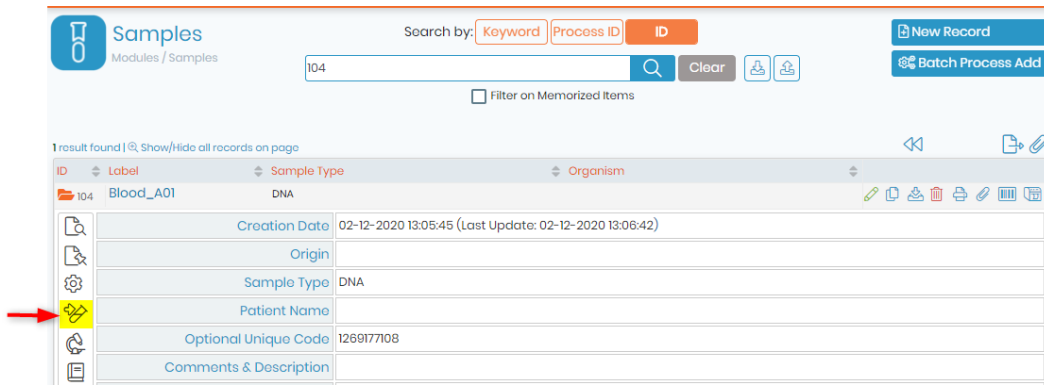 Samples
Modules / Samples
Search by: Keyword Process ID ID
104
Clear
Filter on Memorized Items
New Record
Batch Process Add
1 result found | Show/Hide all records on page
ID Label Sample Type Organism
104 Blood_A01 DNA
Creation Date 02-12-2020 13:05:45 (Last Update: 02-12-2020 13:06:42)
Origin
Sample Type DNA
Patient Name
Optional Unique Code 1269177108
Comments & Description